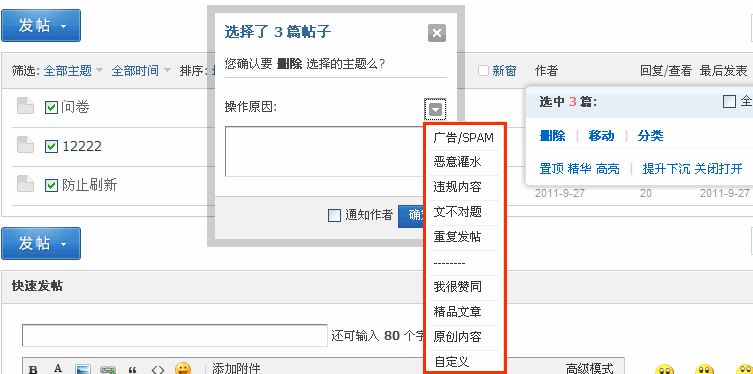 发帖
选择了 3 篇帖子
您确认要 删除 选择的主题么?
筛选: 全部主题 全部时间 排序:
新窗 作者 回复/查看 最后发表
选中 3 篇: 全
操作原因:
问卷
12222
防止刷新
删除 | 移动 | 分类
置顶 精华 高亮 | 提升下沉 关闭打开
2011-9-27 20 2011-9-27
通知作者
广告/SPAM
恶意灌水
违规内容
文不对题
重复发帖
--------
我很赞同
精品文章
原创内容
自定义
发帖
快速发帖
还可输入 80 个
B A 添加附件 高级模式